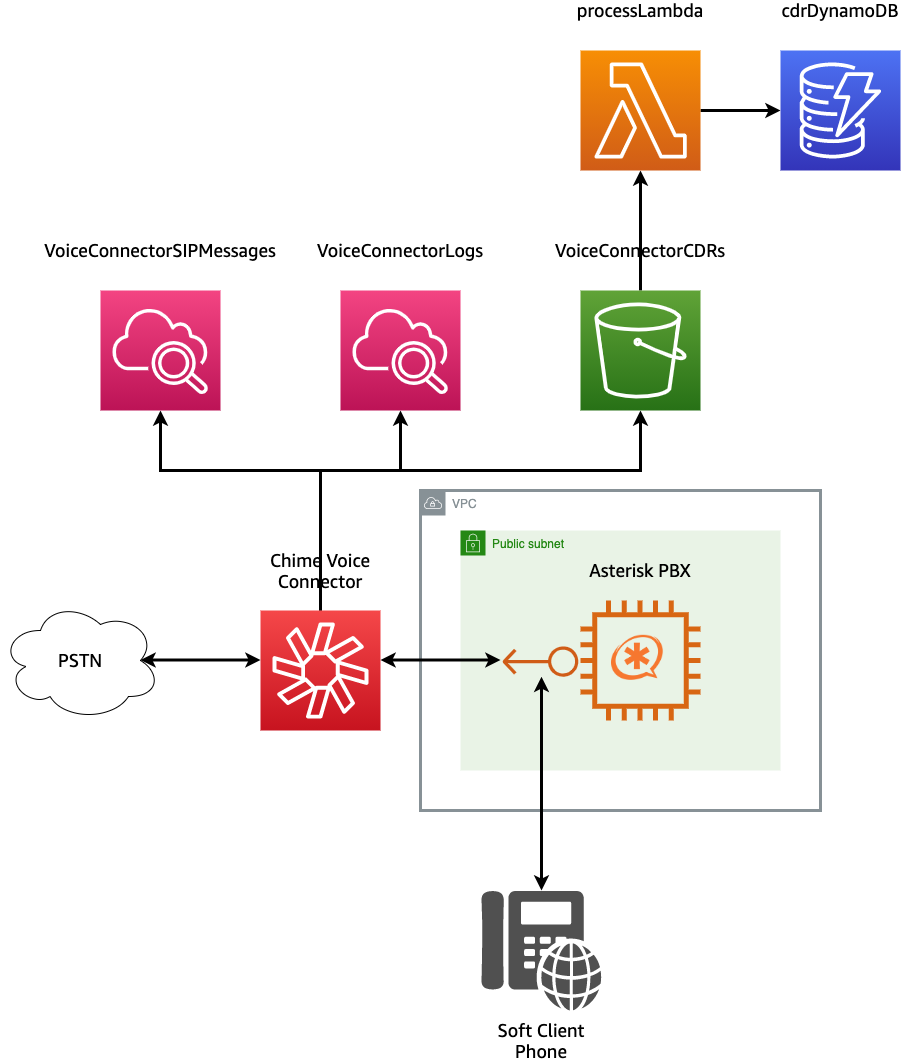 processLambda
cdrDynamoDB
VoiceConnectorSIPMessages
VoiceConnectorLogs
VoiceConnectorCDRs
VPC
Public subnet
Chime Voice
Connector
Asterisk PBX
PSTN
Soft Client
Phone